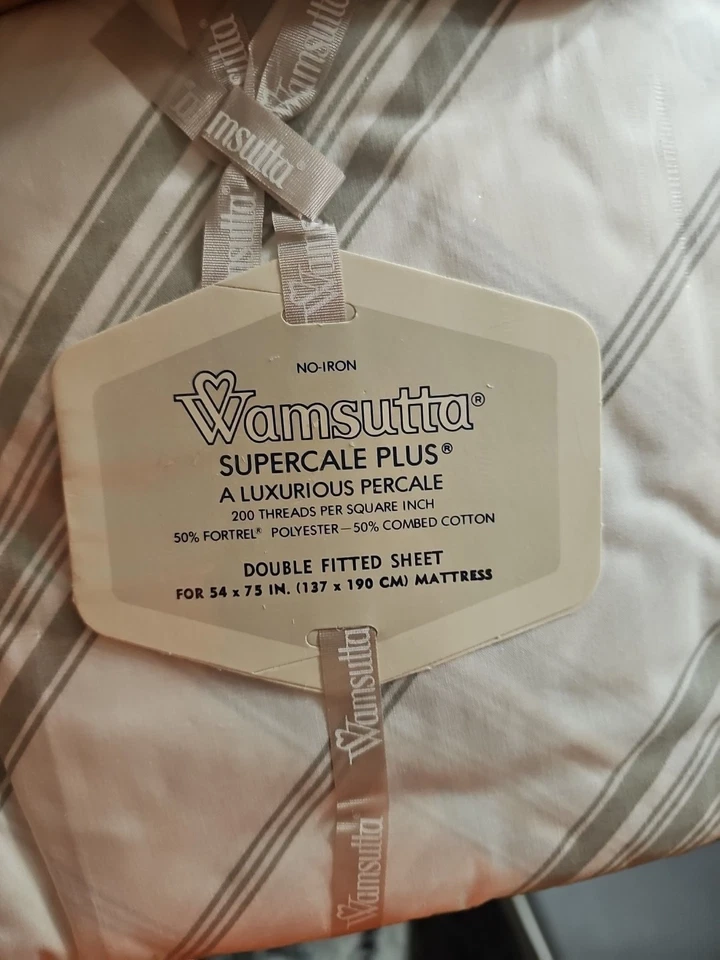 Wamsutta
Wamsutta
msutta®
Wamsutta
NO-IRON
Wamsutta®
SUPERCALE PLUS®
A LUXURIOUS PERCALE
200 THREADS PER SQUARE INCH
50% FORTREL® POLYESTER—50% COMBED COTTON
DOUBLE FITTED SHEET
FOR 54 x 75 IN. (137 x 190 CM) MATTRESS
Wamsutta
Wamsutta